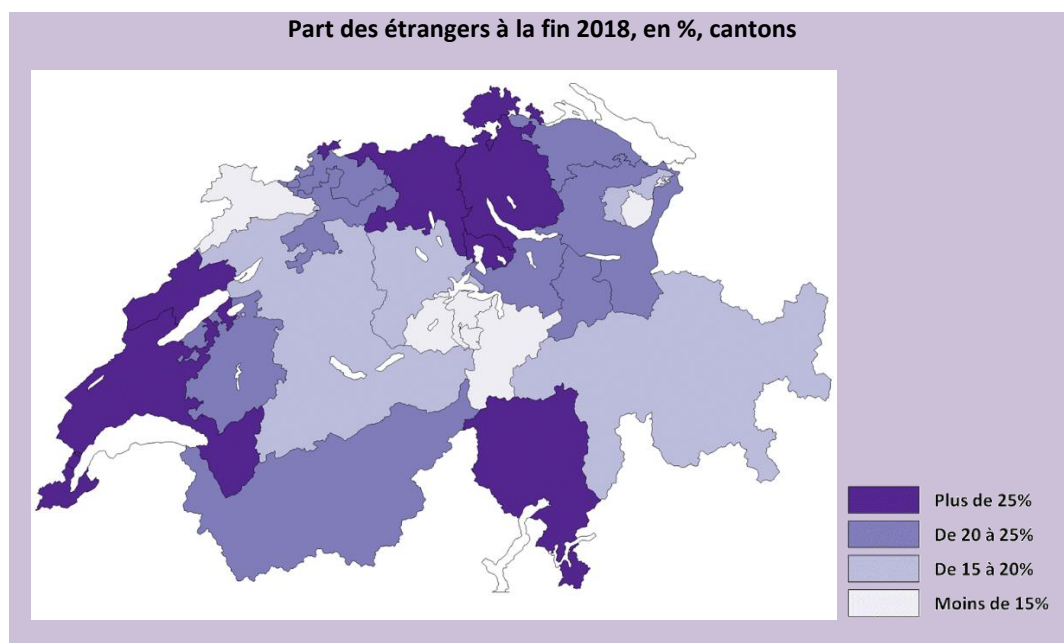 Part des étrangers à la fin 2018, en %, cantons
Plus de 25%
De 20 à 25%
De 15 à 20%
Moins de 15%